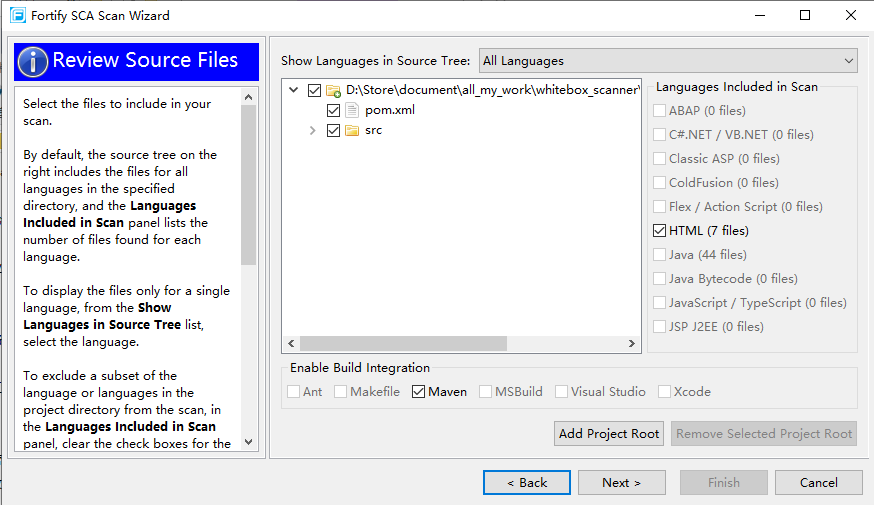 Fortify SCA Scan Wizard
Review Source Files
Select the files to include in your
scan.
By default, the source tree on the
right includes the files for all
languages in the specified
directory, and the Languages
Included in Scan panel lists the
number of files found for each
language.
To display the files only for a single
language, from the Show
Languages in Source Tree list,
select the language.
To exclude a subset of the
language or languages in the
project directory from the scan, in
the Languages Included in Scan
panel, clear the check boxes for the
Show Languages in Source Tree: All Languages
D:\Store\document\all_my_work\whitebox_scanner\
pom.xml
src
Languages Included in Scan
ABAP (0 files)
C#.NET / VB.NET (0 files)
Classic ASP (0 files)
ColdFusion (0 files)
Flex / Action Script (0 files)
HTML (7 files)
Java (44 files)
Java Bytecode (0 files)
JavaScript / TypeScript (0 files)
JSP J2EE (0 files)
Enable Build Integration
Ant Makefile Maven MSBuild Visual Studio Xcode
Add Project Root Remove Selected Project Root
< Back Next > Finish Cancel